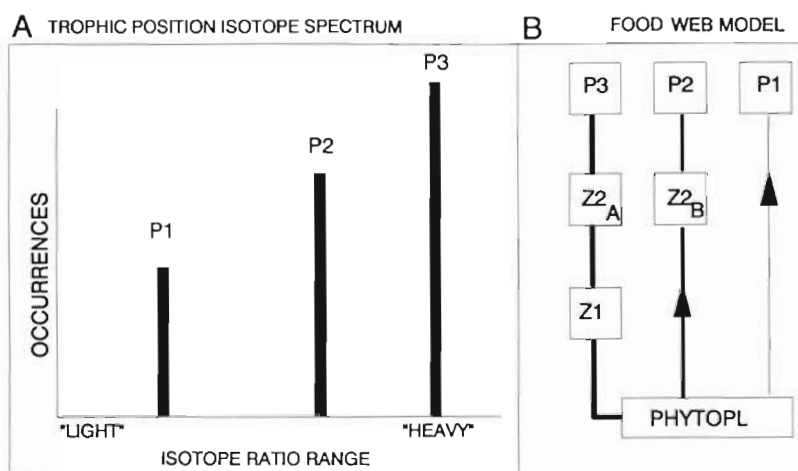 A TROPHIC POSITION ISOTOPE SPECTRUM
OCCURRENCES
P1
P2
P3
"LIGHT"
"HEAVY"
ISOTOPE RATIO RANGE
B FOOD WEB MODEL
P3 P2 P1
Z2A Z2B
Z1
PHYTOPL